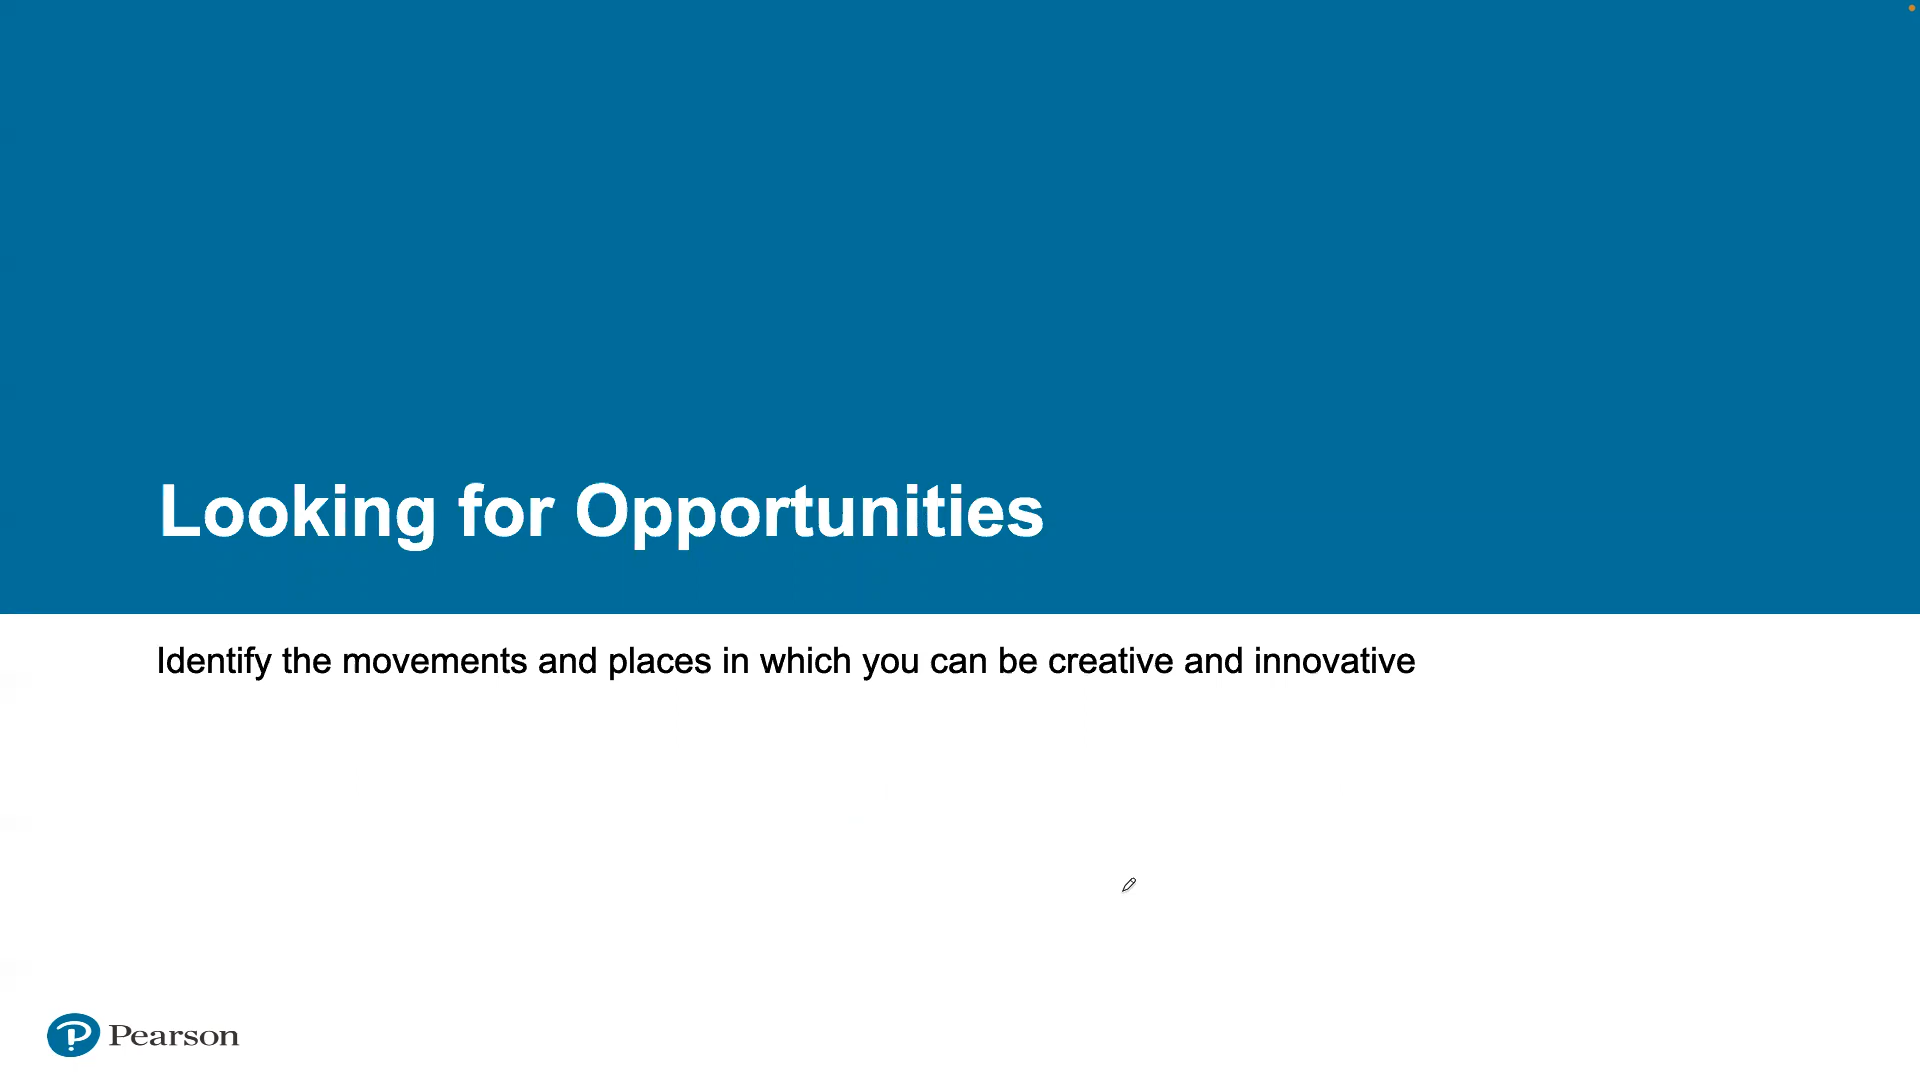 Looking for Opportunities
Identify the movements and places in which you can be creative and innovative
Pearson